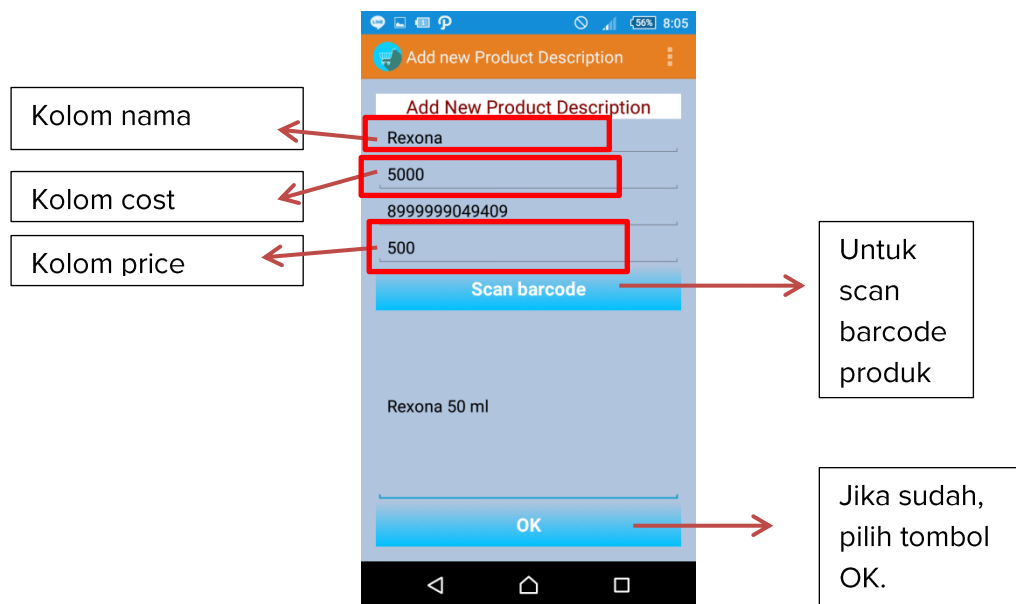 56% 8:05
Add new Product Description
Add New Product Description
Kolom nama
Rexona
Kolom cost
5000
8999999049409
Kolom price
500
Scan barcode
Untuk
scan
barcode
produk
Rexona 50 ml
OK
Jika sudah,
pilih tombol
OK.